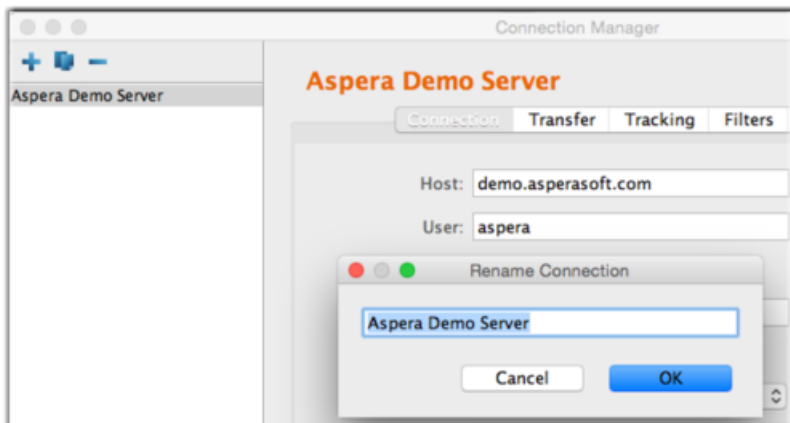 Connection Manager
Aspera Demo Server
Aspera Demo Server
Connection Transfer Tracking Filters
Host: demo.asperasoft.com
User: aspera
Rename Connection
Aspera Demo Server
Cancel OK